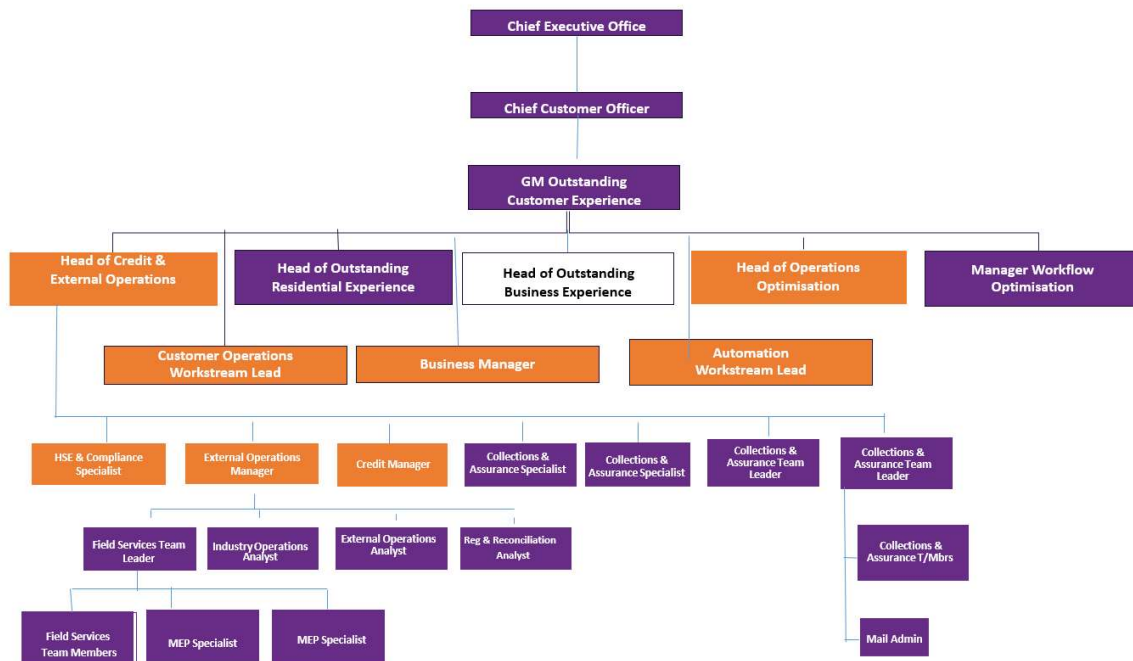 Chief Executive Office
Chief Customer Officer
GM Outstanding
Customer Experience
Head of Credit &
External Operations
Head of Outstanding
Residential Experience
Head of Outstanding
Business Experience
Head of Operations
Optimisation
Manager Workflow
Optimisation
Customer Operations
Workstream Lead
Business Manager
Automation
Workstream Lead
HSE & Compliance
Specialist
External Operations
Manager
Credit Manager
Collections &
Assurance Specialist
Collections &
Assurance Specialist
Collections &
Assurance Team
Leader
Collections &
Assurance Team
Leader
Field Services Team
Leader
Industry Operations
Analyst
External Operations
Analyst
Reg & Reconciliation
Analyst
Collections &
Assurance T/Mbrs
Field Services
Team Members
MEP Specialist
MEP Specialist
Mail Admin